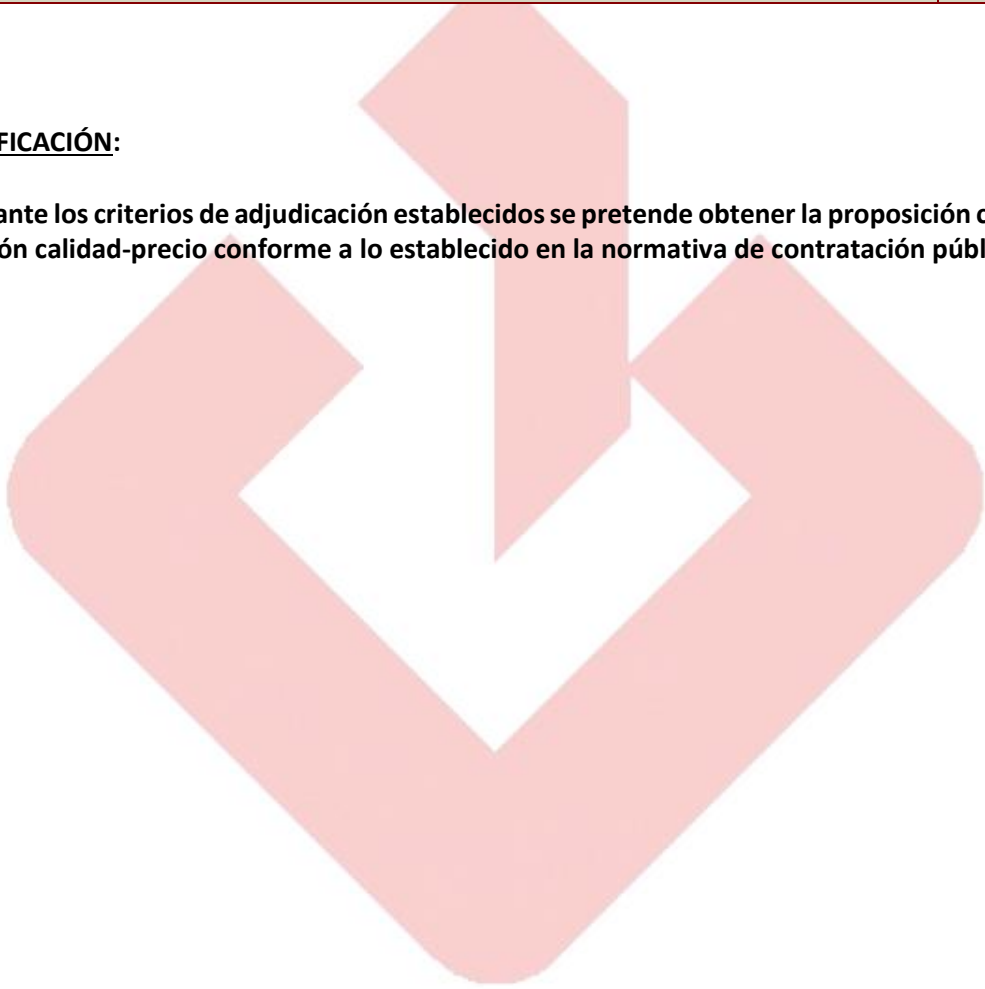 FICACIÓN:
ante los criterios de adjudicación establecidos se pretende obtener la proposición
ón calidad-precio conforme a lo establecido en la normativa de contratación